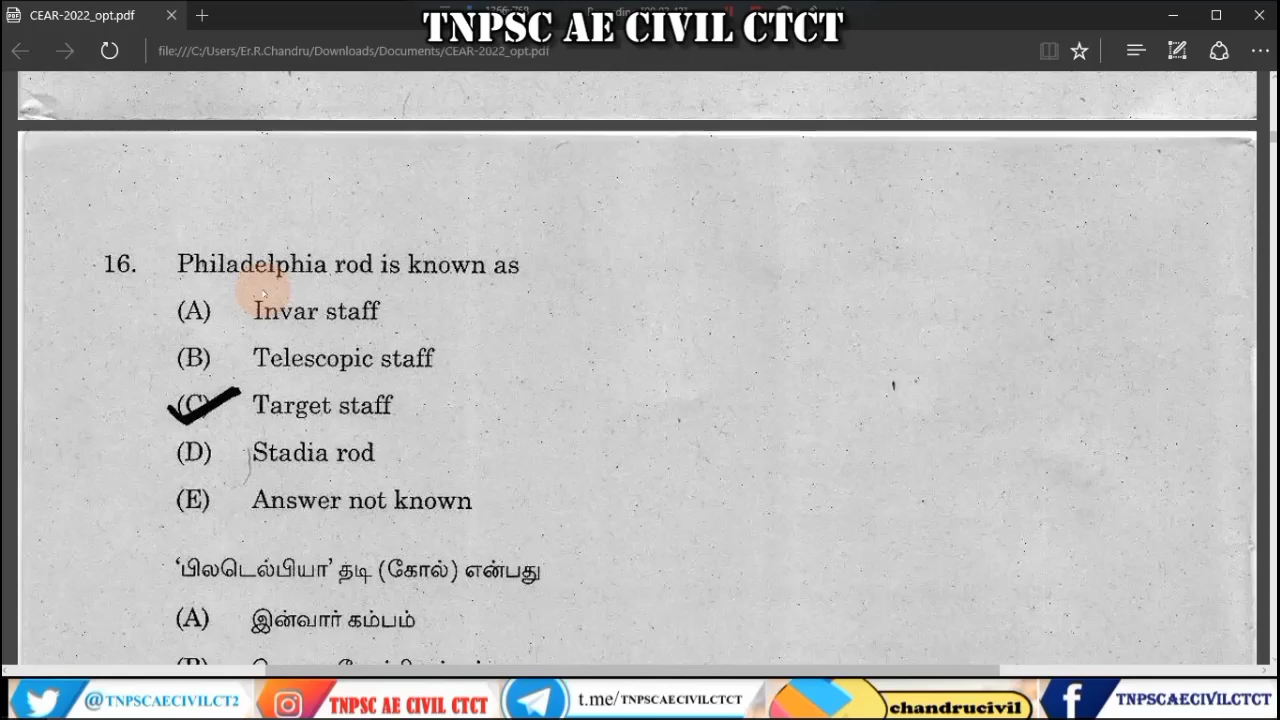 CEAR-2022_opt.pdf
TNPSC AE CIVIL CTCT
file:///C:/Users/Er.R.Chandru/Downloads/Documents/CEAR-2022_opt.pdf
16. Philadelphia rod is known as
(A) Invar staff
(B) Telescopic staff
(C) Target staff
(D) Stadia rod
(E) Answer not known
‘பிலடெல்பியா’ தடி (கோல்) என்பது
(A) இன்வார் கம்பம்
@TNPSCAECIVILCT2
TNPSC AE CIVIL CTCT
t.me/TNPSCAECIVILCTCT
chandrucivil
TNPSCAECIVILCTCT